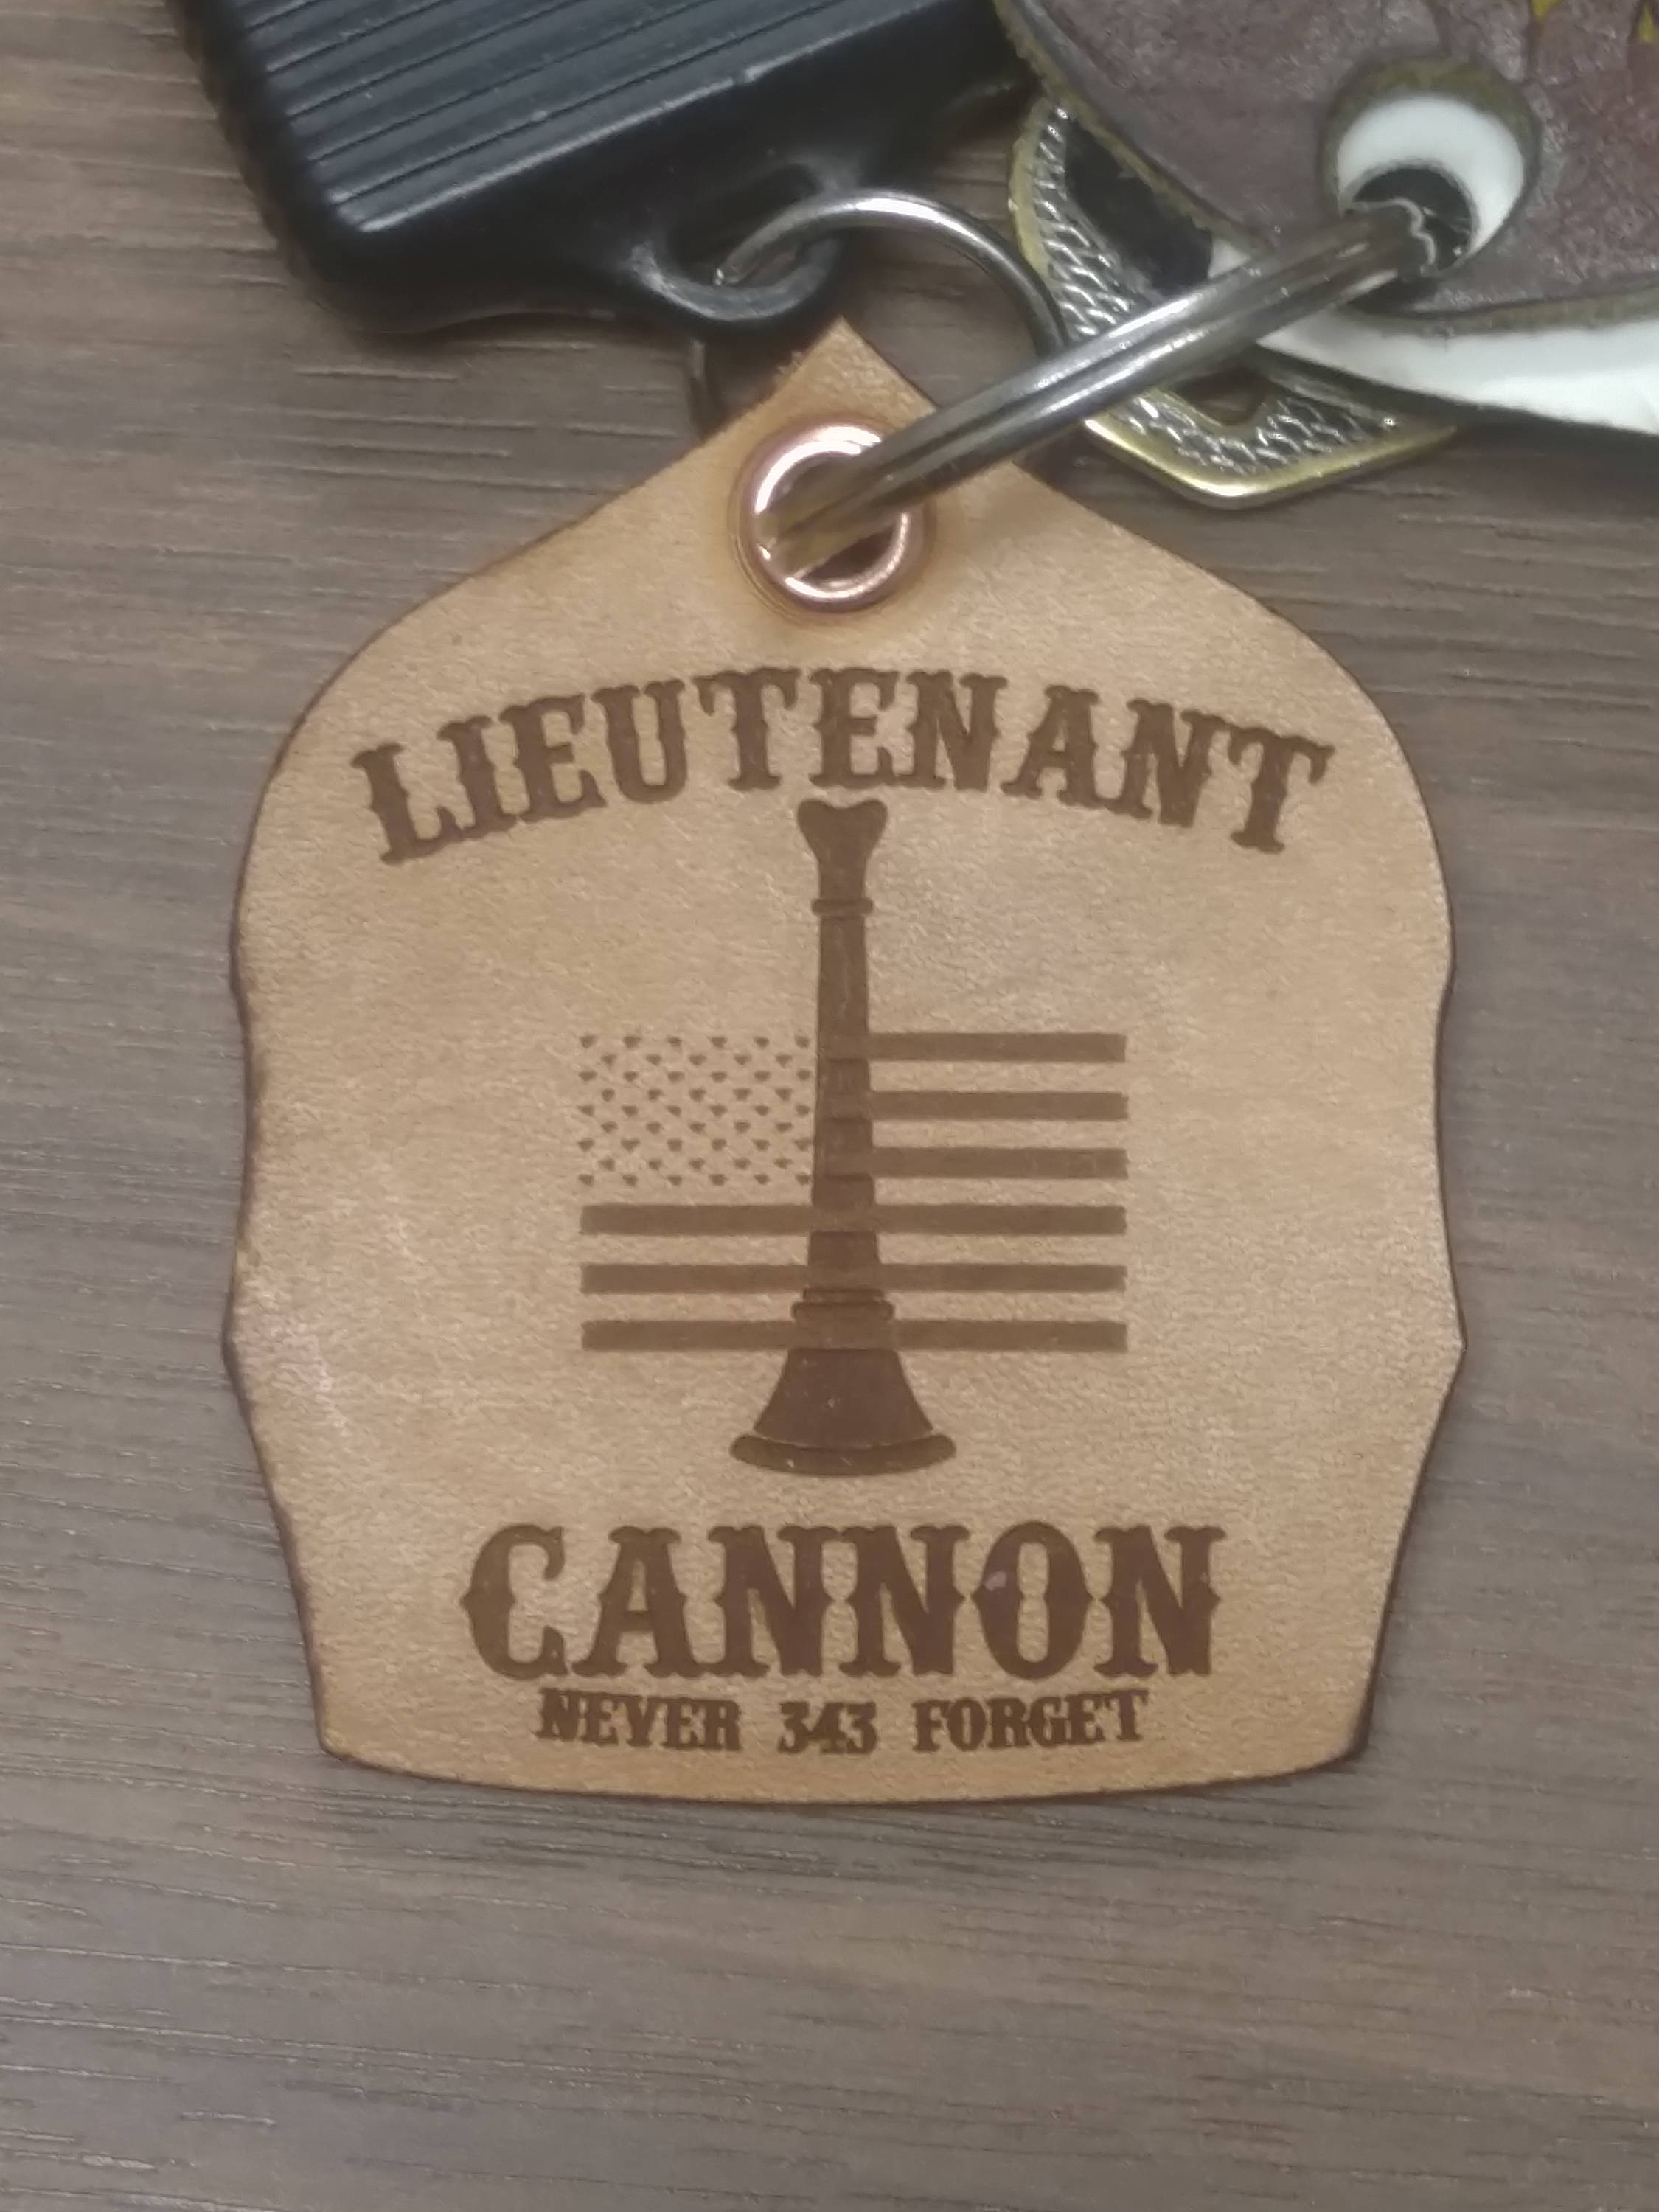 LIEUTENANT
CANNON
NEVER 343 FORGET